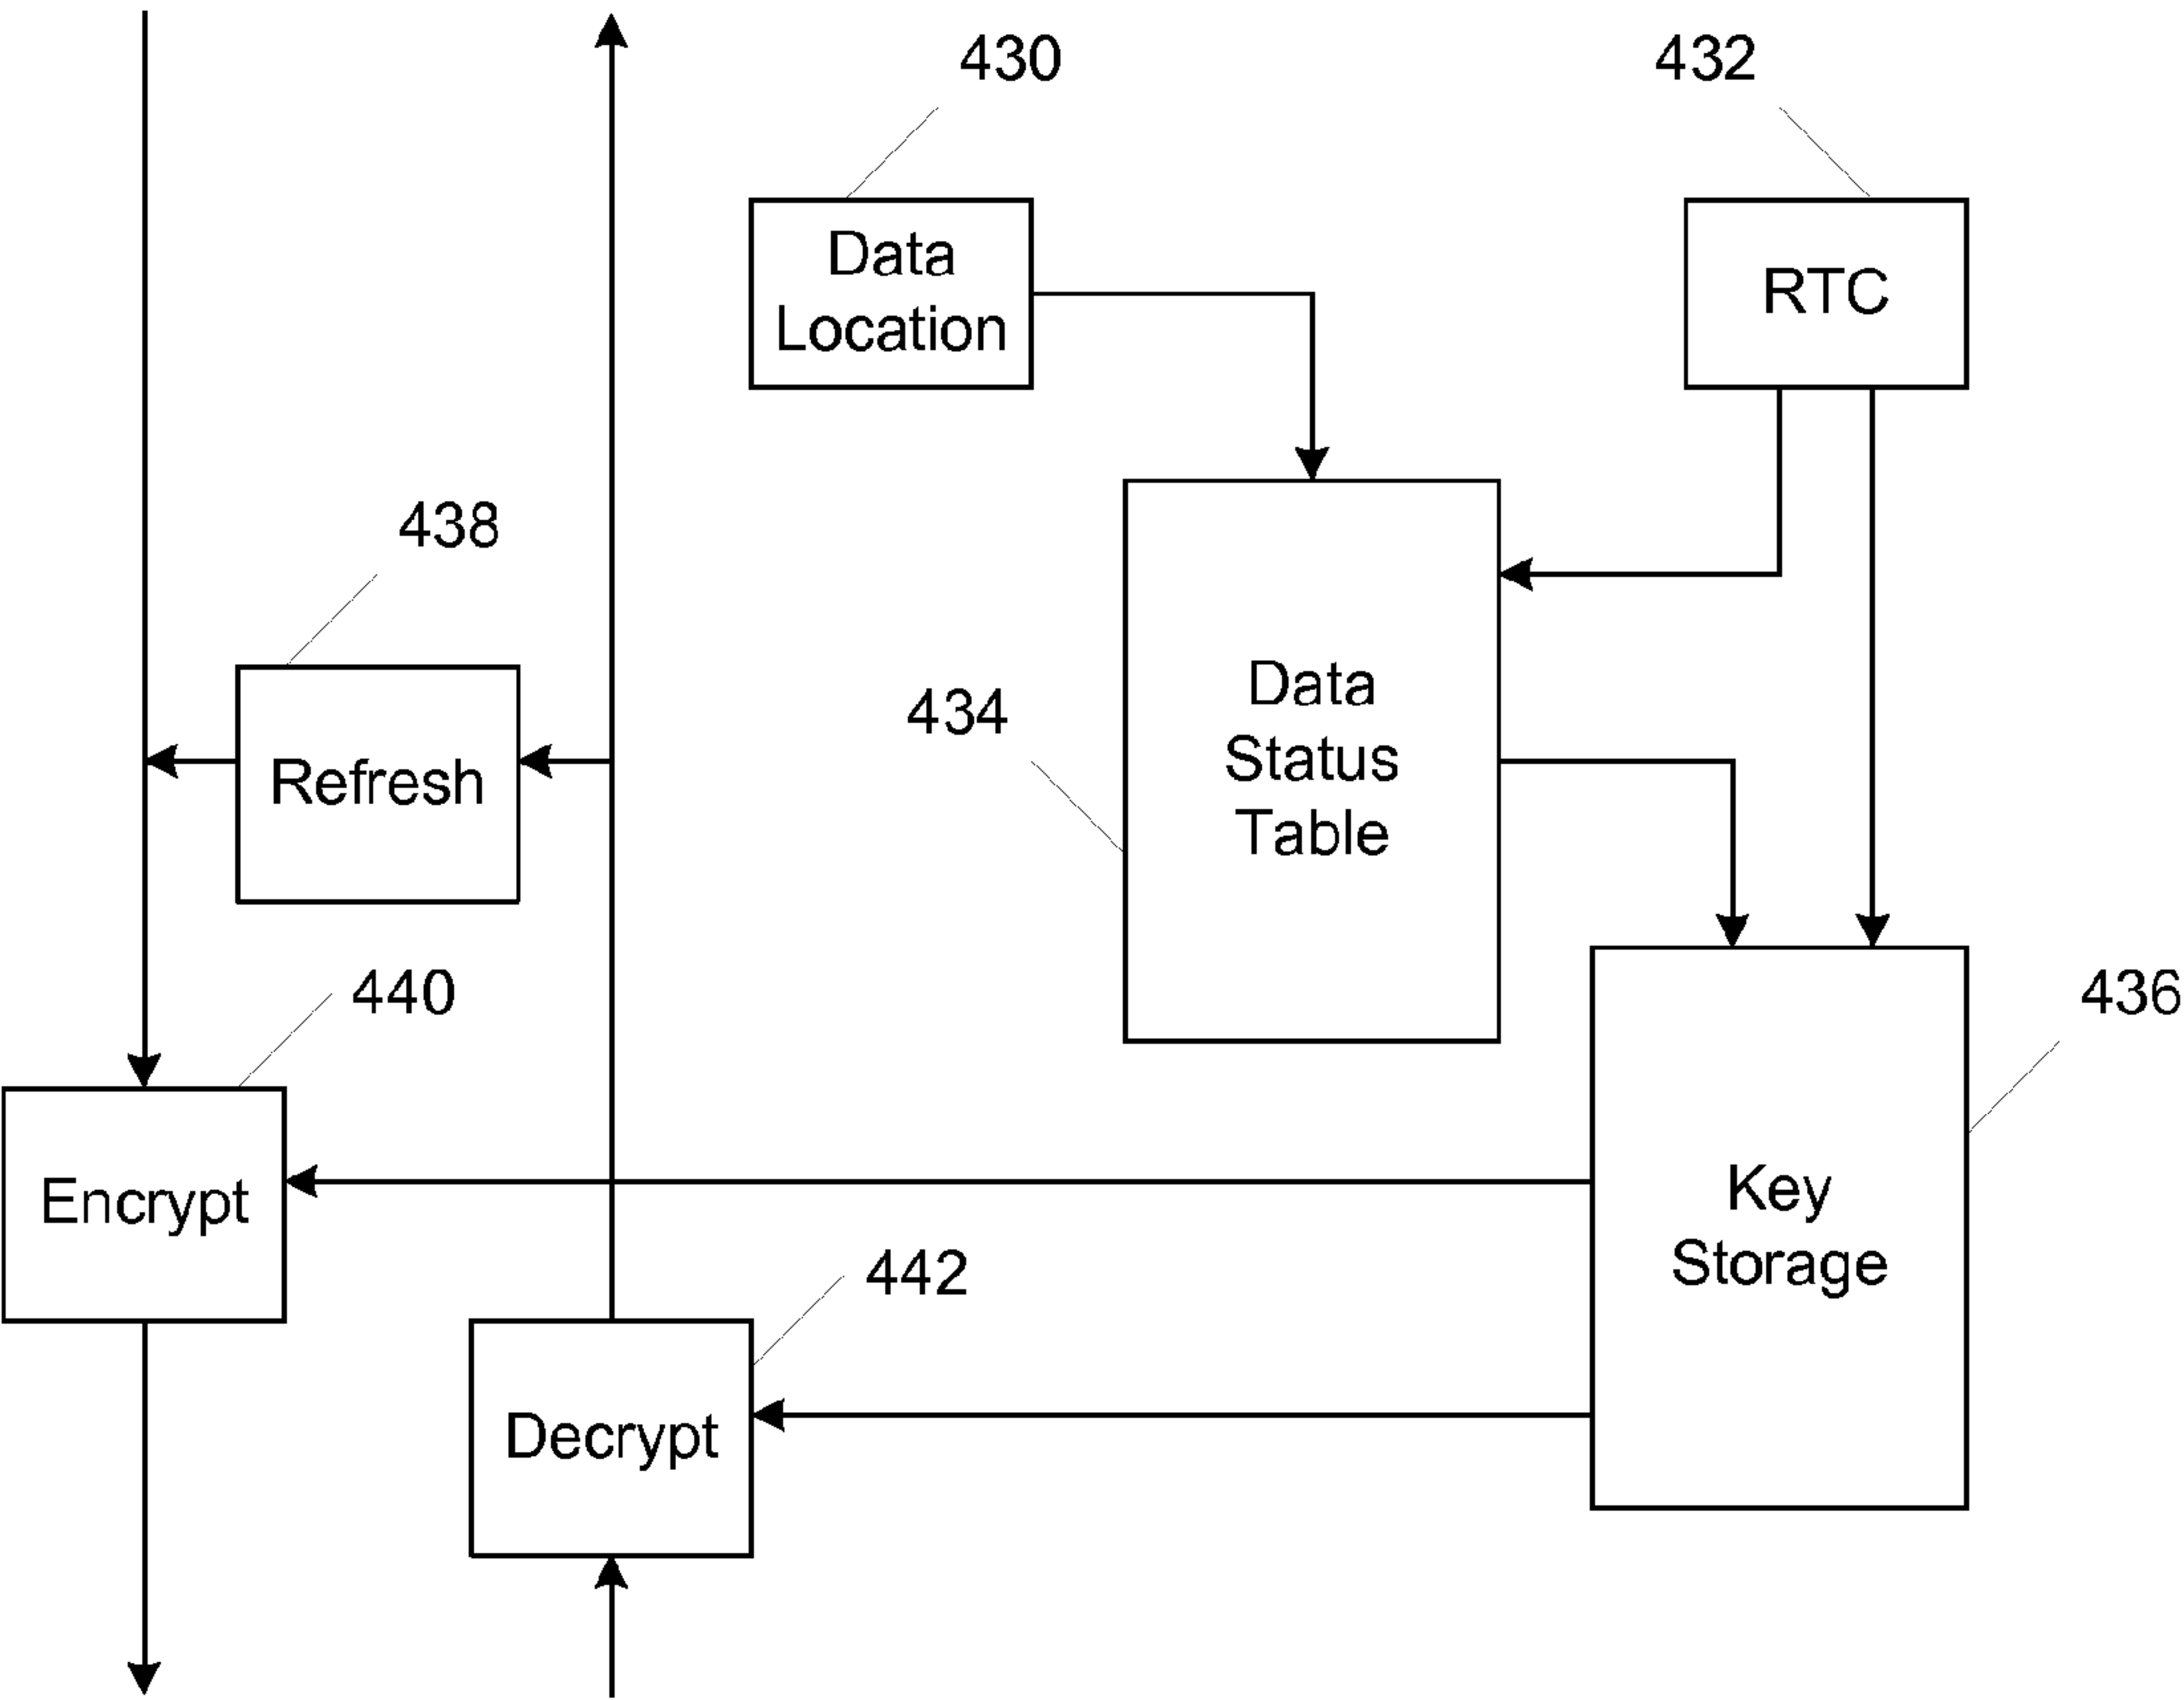 430
432
Data
Location
RTC
438
434
Data
Status
Table
Refresh
440
436
Encrypt
Key
Storage
442
Decrypt